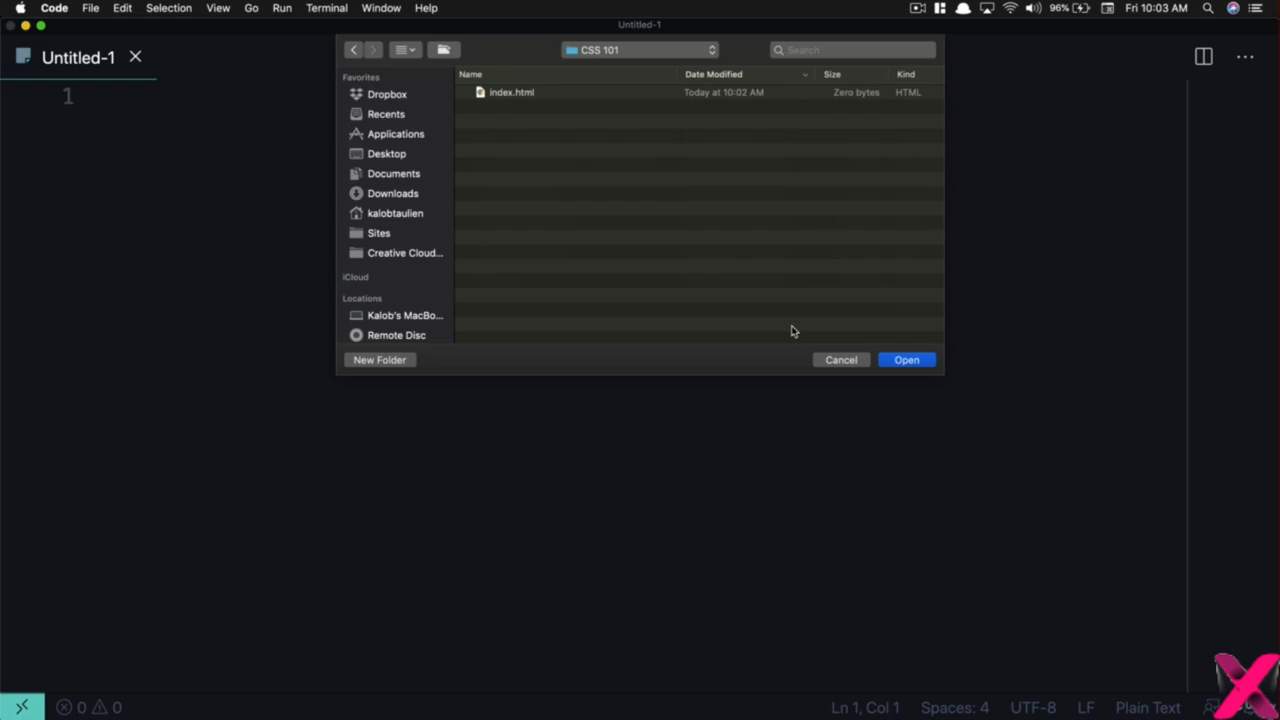 Code File Edit Selection View Go Run Terminal Window Help 96% Fri 10:03 AM
Untitled-1
Untitled-1
CSS 101
Search
1
Favorites
Dropbox
Recents
Applications
Desktop
Documents
Downloads
kalobtaulien
Sites
Creative Cloud...
iCloud
Locations
Kalob's MacBo...
Remote Disc
Name Date Modified Size Kind
index.html Today at 10:02 AM Zero bytes HTML
New Folder Cancel Open
0 0 Ln 1, Col 1 Spaces: 4 UTF-8 LF Plain Text